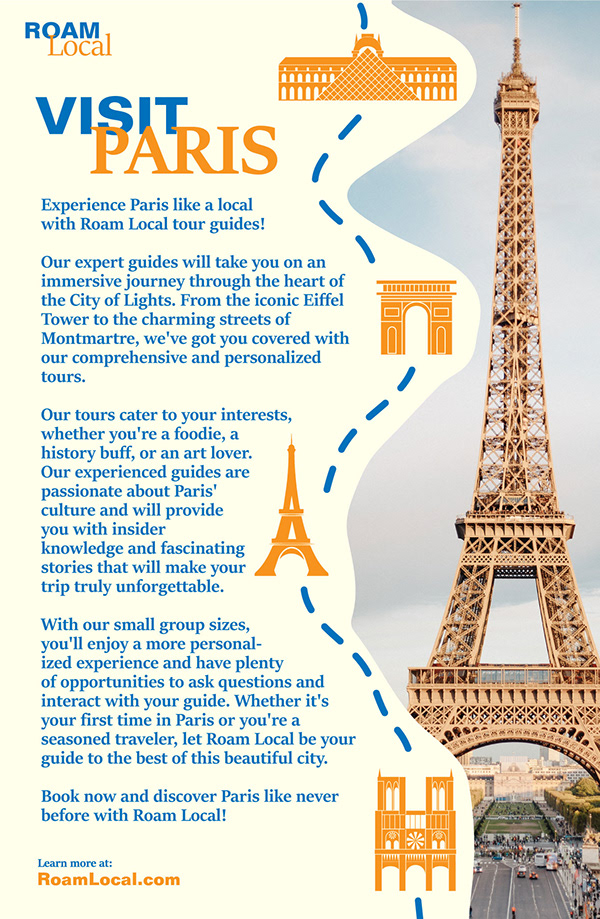 ROAM
Local
VISIT
PARIS
Experience Paris like a local
with Roam Local tour guides!
Our expert guides will take you on an
immersive journey through the heart of
the City of Lights. From the iconic Eiffel
Tower to the charming streets of
Montmartre, we've got you covered with
our comprehensive and personalized
tours.
Our tours cater to your interests,
whether you're a foodie, a
history buff, or an art lover.
Our experienced guides are
passionate about Paris'
culture and will provide
you with insider
knowledge and fascinating
stories that will make your
trip truly unforgettable.
With our small group sizes,
you'll enjoy a more personal-
ized experience and have plenty
of opportunities to ask questions and
interact with your guide. Whether it's
your first time in Paris or you're a
seasoned traveler, let Roam Local be your
guide to the best of this beautiful city.
Book now and discover Paris like never
before with Roam Local!
Learn more at:
RoamLocal.com